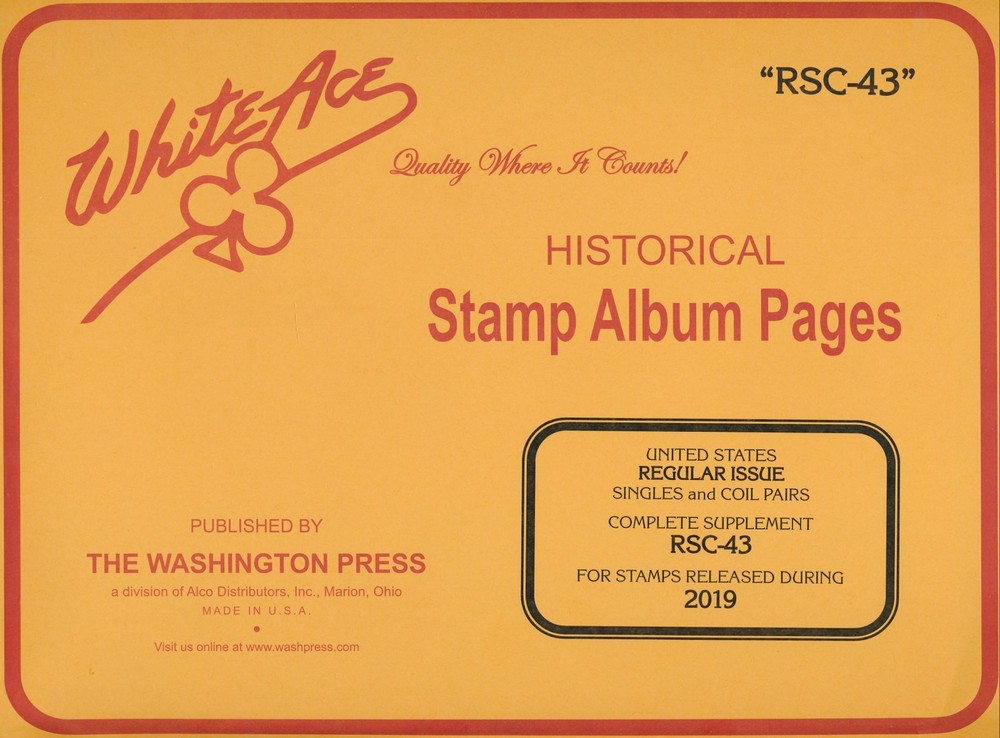 White Ace
"RSC-43"
Quality Where It Counts!
HISTORICAL
Stamp Album Pages
UNITED STATES
REGULAR ISSUE
SINGLES and COIL PAIRS
COMPLETE SUPPLEMENT
RSC-43
FOR STAMPS RELEASED DURING
2019
PUBLISHED BY
THE WASHINGTON PRESS
a division of Alco Distributors, Inc., Marion, Ohio
MADE IN U.S.A.
•
Visit us online at www.washpress.com